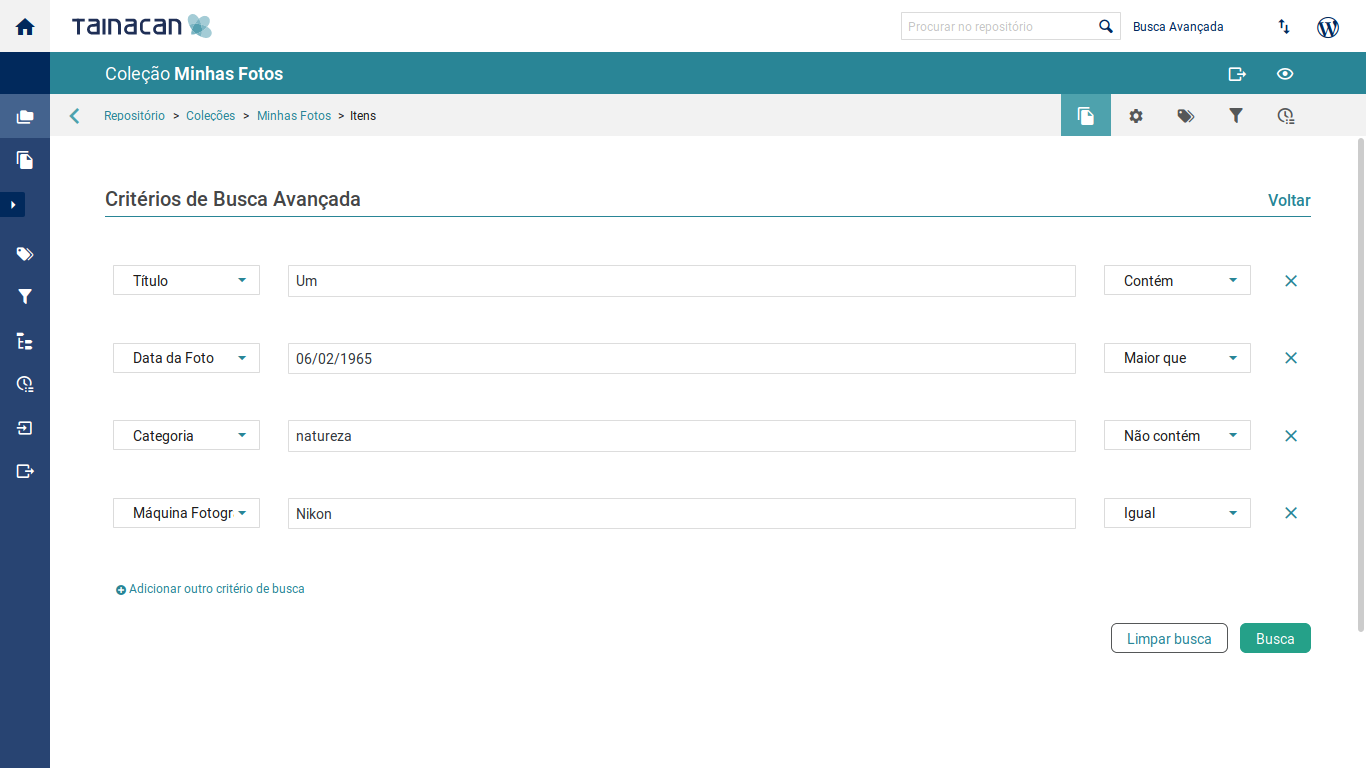 TAINACAN
Procurar no repositório
Busca Avançada
Coleção Minhas Fotos
Repositório > Coleções > Minhas Fotos > Itens
Critérios de Busca Avançada
Voltar
Título
Um
Contém
Data da Foto
06/02/1965
Maior que
Categoria
natureza
Não contém
Máquina Fotogr
Nikon
Igual
Adicionar outro critério de busca
Limpar busca
Busca